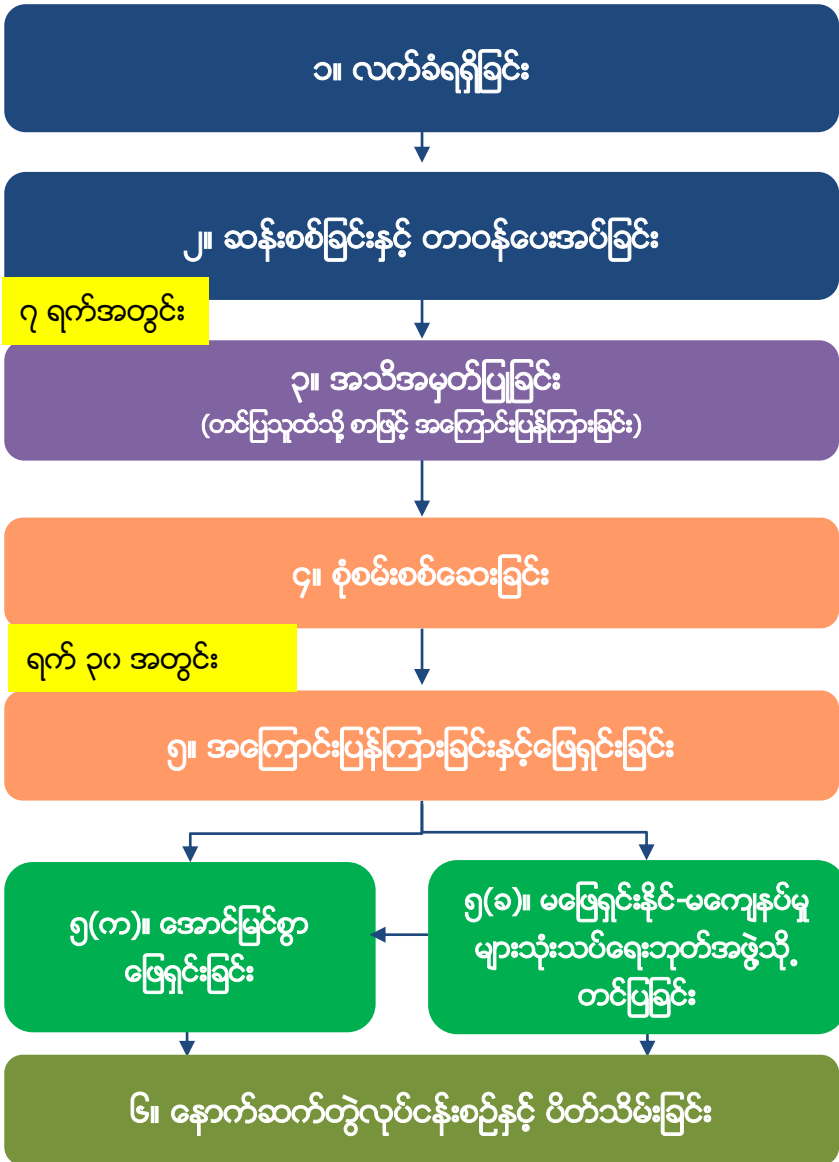 ၁။ လက်ခံရရှိခြင်း
၂။ ဆန်းစစ်ခြင်းနှင့် တာဝန်ပေးအပ်ခြင်း
၇ ရက်အတွင်း
၃။ အသိအမှတ်ပြုခြင်း
(တင်ပြသူထံသို့ စာဖြင့် အကြောင်းပြန်ကြားခြင်း)
၄။ စုံစမ်းစစ်ဆေးခြင်း
ရက် ၃၀ အတွင်း
၅။ အကြောင်းပြန်ကြားခြင်းနှင့်ဖြေရှင်းခြင်း
၅(က)။ အောင်မြင်စွာ
ဖြေရှင်းခြင်း
၅(ခ)။ မဖြေရှင်းနိုင်-မကျေနပ်မှု
များသုံးသပ်ရေးဘုတ်အဖွဲ့သို့
တင်ပြခြင်း
၆။ နောက်ဆက်တွဲလုပ်ငန်းစဉ်နှင့် ပိတ်သိမ်းခြင်း